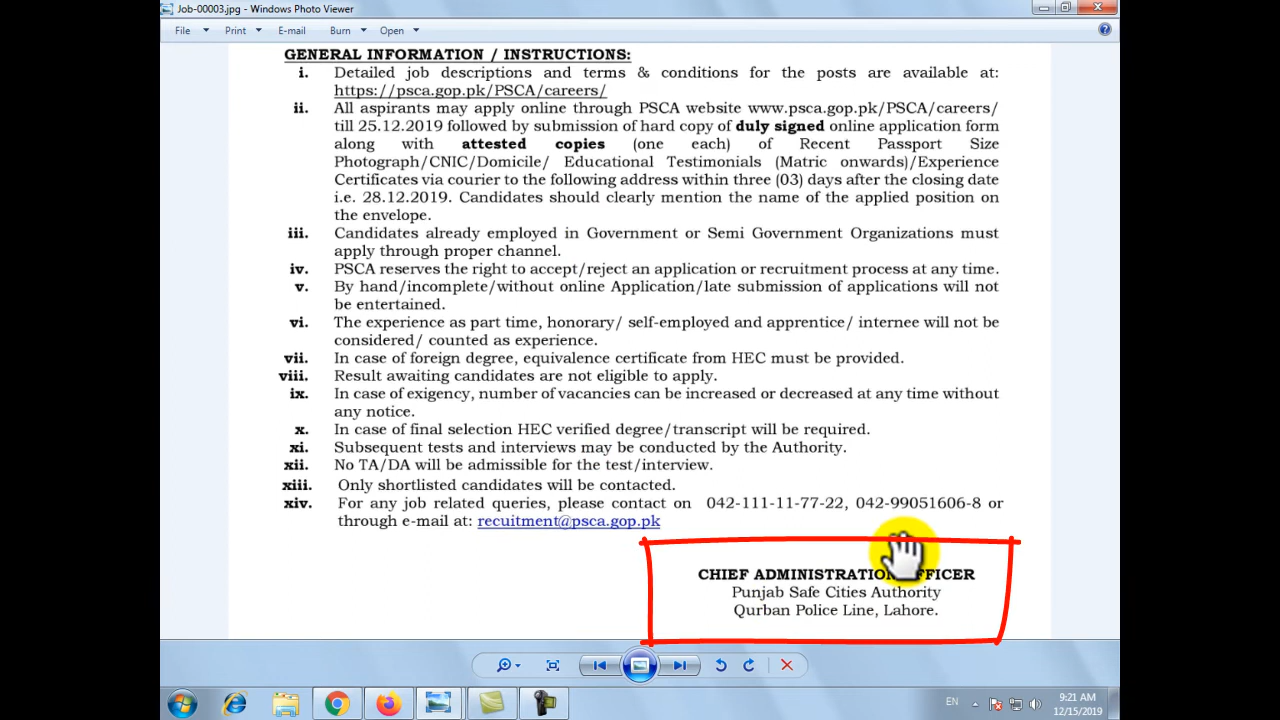 Job-00003.jpg - Windows Photo Viewer
File Print E-mail Burn Open
GENERAL INFORMATION / INSTRUCTIONS:
i. Detailed job descriptions and terms & conditions for the posts are available at:
https://psca.gop.pk/PSCA/careers/
ii. All aspirants may apply online through PSCA website www.psca.gop.pk/PSCA/careers/
till 25.12.2019 followed by submission of hard copy of duly signed online application form
along with attested copies (one each) of Recent Passport Size
Photograph/CNIC/Domicile/ Educational Testimonials (Matric onwards)/Experience
Certificates via courier to the following address within three (03) days after the closing date
i.e. 28.12.2019. Candidates should clearly mention the name of the applied position on
the envelope.
iii. Candidates already employed in Government or Semi Government Organizations must
apply through proper channel.
iv. PSCA reserves the right to accept/reject an application or recruitment process at any time.
v. By hand/incomplete/without online Application/late submission of applications will not
be entertained.
vi. The experience as part time, honorary/ self-employed and apprentice/ internee will not be
considered/ counted as experience.
vii. In case of foreign degree, equivalence certificate from HEC must be provided.
viii. Result awaiting candidates are not eligible to apply.
ix. In case of exigency, number of vacancies can be increased or decreased at any time without
any notice.
x. In case of final selection HEC verified degree/transcript will be required.
xi. Subsequent tests and interviews may be conducted by the Authority.
xii. No TA/DA will be admissible for the test/interview.
xiii. Only shortlisted candidates will be contacted.
xiv. For any job related queries, please contact on 042-111-11-77-22, 042-99051606-8 or
through e-mail at: recuitment@psca.gop.pk
CHIEF ADMINISTRATION OFFICER
Punjab Safe Cities Authority
Qurban Police Line, Lahore.
EN
9:21 AM
12/15/2019